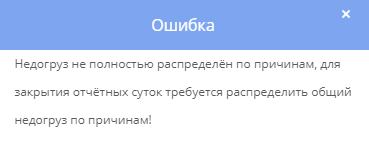 Ошибка
Недогруз не полностью распределён по причинам, для
закрытия отчётных суток требуется распределить общий
недогруз по причинам!